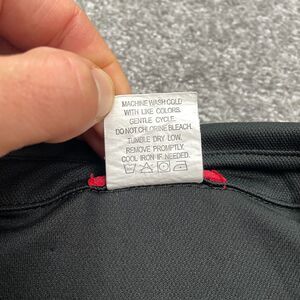 MACHINE WASH COLD
WITH LIKE COLORS.
GENTLE CYCLE.
DO NOT CHLORINE BLEACH.
TUMBLE DRY LOW.
REMOVE PROMPTLY.
COOL IRON IF NEEDED.